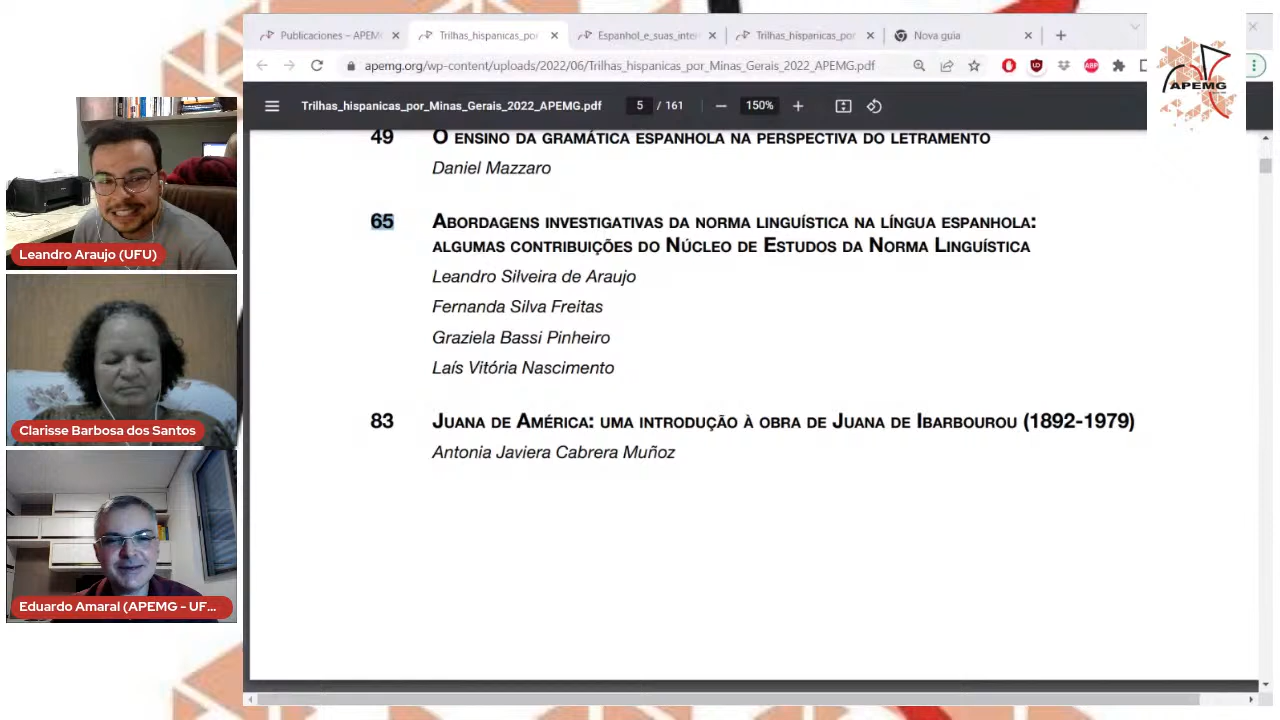 Publicaciones – APEM
Trilhas_hispanicas_por
Espanhol_e_suas_inter
Trilhas_hispanicas_por
Nova guia
apemg.org/wp-content/uploads/2022/06/Trilhas_hispanicas_por_Minas_Gerais_2022_APEMG.pdf
ABP
APEMG
Trilhas_hispanicas_por_Minas_Gerais_2022_APEMG.pdf
5 / 161
150%
49 O ENSINO DA GRAMÁTICA ESPANHOLA NA PERSPECTIVA DO LETRAMENTO
Daniel Mazzaro
65 ABORDAGENS INVESTIGATIVAS DA NORMA LINGUÍSTICA NA LÍNGUA ESPANHOLA:
ALGUMAS CONTRIBUIÇÕES DO NÚCLEO DE ESTUDOS DA NORMA LINGUÍSTICA
Leandro Silveira de Araujo
Fernanda Silva Freitas
Graziela Bassi Pinheiro
Laís Vitória Nascimento
83 JUANA DE AMÉRICA: UMA INTRODUÇÃO À OBRA DE JUANA DE IBARBOUROU (1892-1979)
Antonia Javiera Cabrera Muñoz
Leandro Araujo (UFU)
Clarisse Barbosa dos Santos
Eduardo Amaral (APEMG - UF...